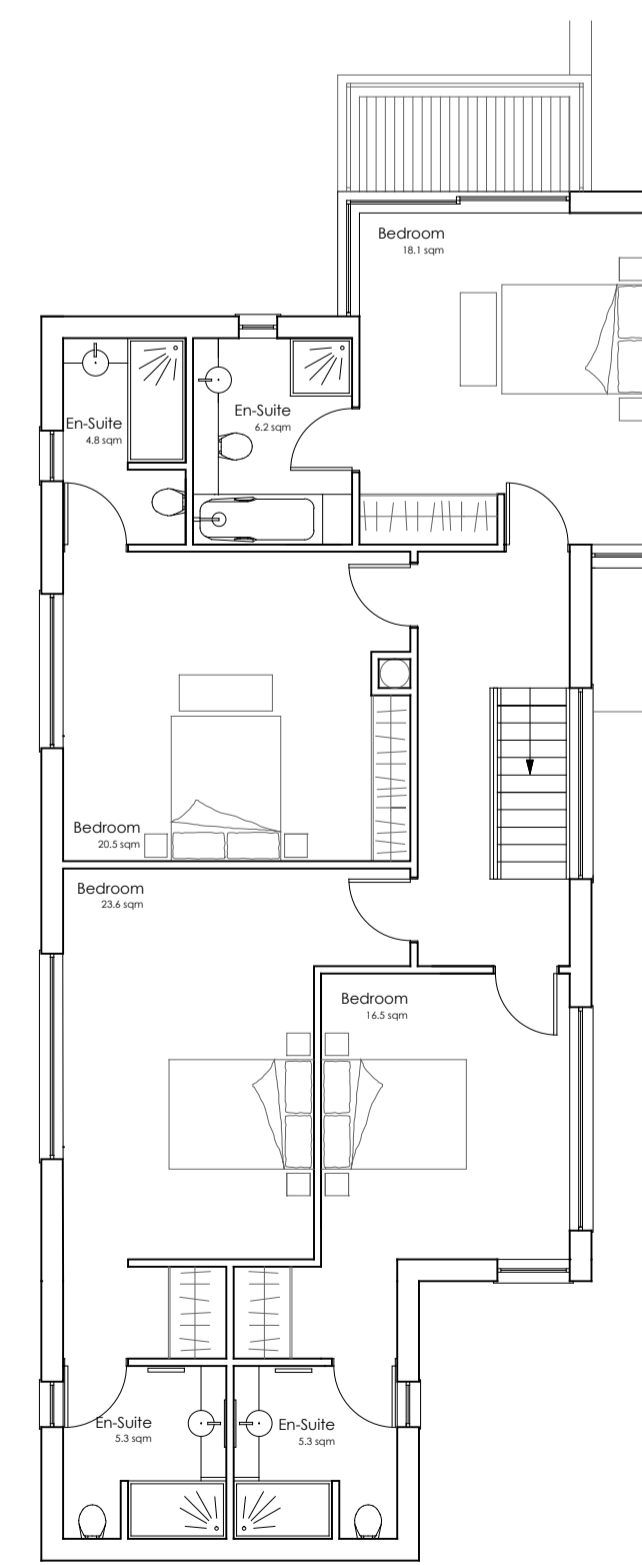 Bedroom
18.1 sqm
En-Suite
4.8 sqm
En-Suite
6.2 sqm
Bedroom
20.5 sqm
Bedroom
23.6 sqm
Bedroom
16.5 sqm
En-Suite
5.3 sqm
En-Suite
5.3 sqm